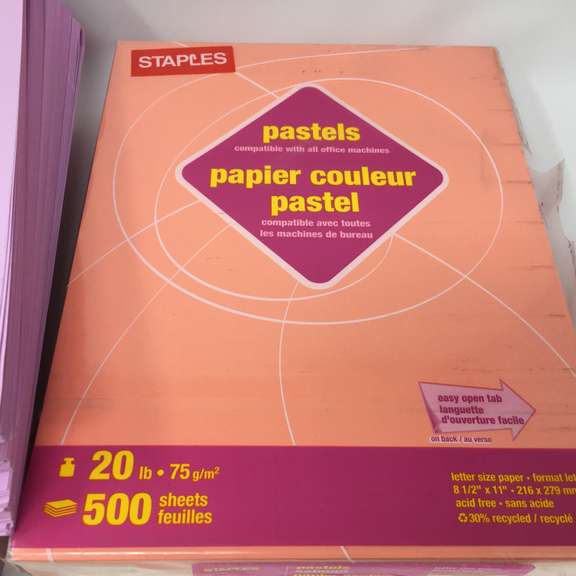 STAPLES
pastels
compatible with all office machines
papier couleur
pastel
compatible avec toutes
les machines de bureau
easy open tab
languette
d'ouverture facile
on back / au verso
20 lb • 75 g/m²
500 sheets
feuilles
letter size paper • format
8 1/2" x 11" • 216 x 279 mm
acid free • sans acide
30% recycled / recyclé
pastels